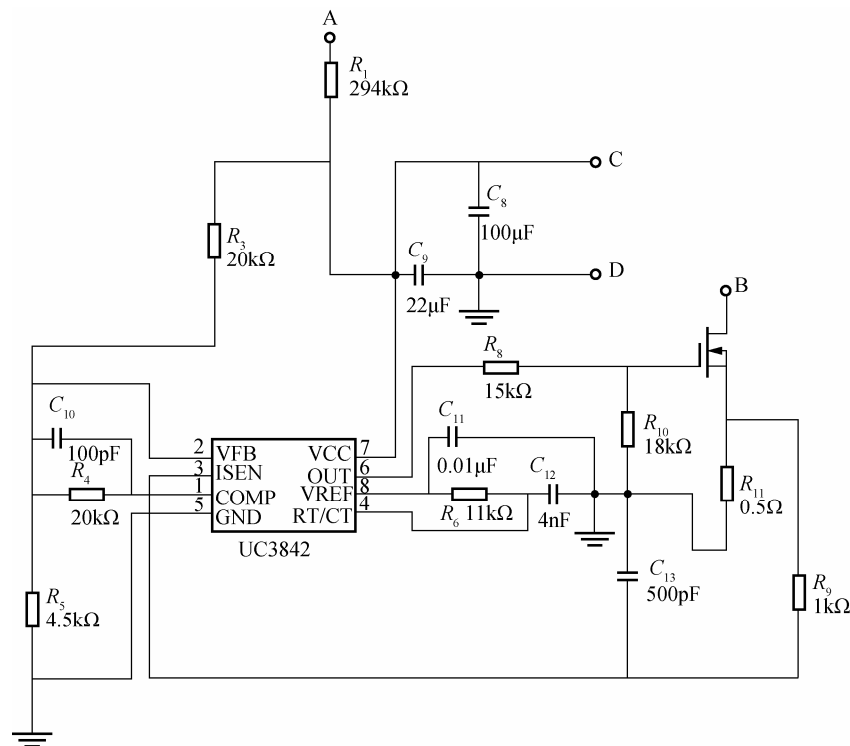 A
R1
294kΩ
C
C8
100μF
R3
20kΩ
C9
22μF
D
B
R8
15kΩ
C10
100pF
R4
20kΩ
2 VFB
3 ISEN
1 COMP
5 GND
VCC 7
OUT 6
VREF 8
RT/CT 4
UC3842
C11
0.01μF
C12
4nF
R6 11kΩ
R10
18kΩ
R11
0.5Ω
R5
4.5kΩ
C13
500pF
R9
1kΩ